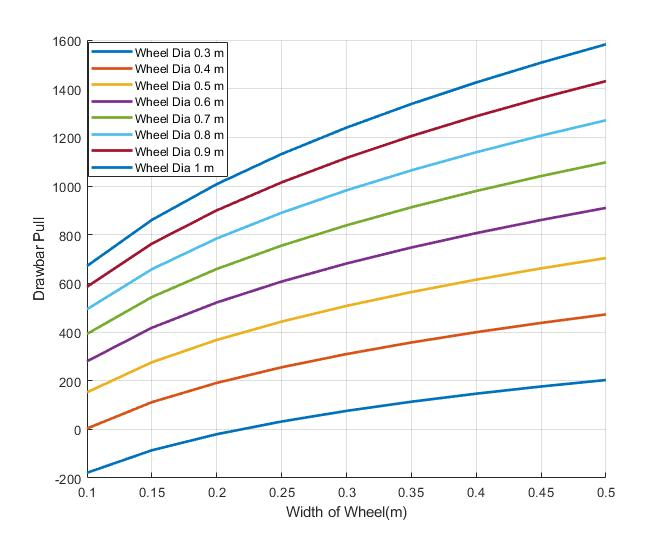 1600
1400
1200
1000
800
600
400
200
0
-200
Drawbar Pull
Wheel Dia 0.3 m
Wheel Dia 0.4 m
Wheel Dia 0.5 m
Wheel Dia 0.6 m
Wheel Dia 0.7 m
Wheel Dia 0.8 m
Wheel Dia 0.9 m
Wheel Dia 1 m
0.1 0.15 0.2 0.25 0.3 0.35 0.4 0.45 0.5
Width of Wheel(m)